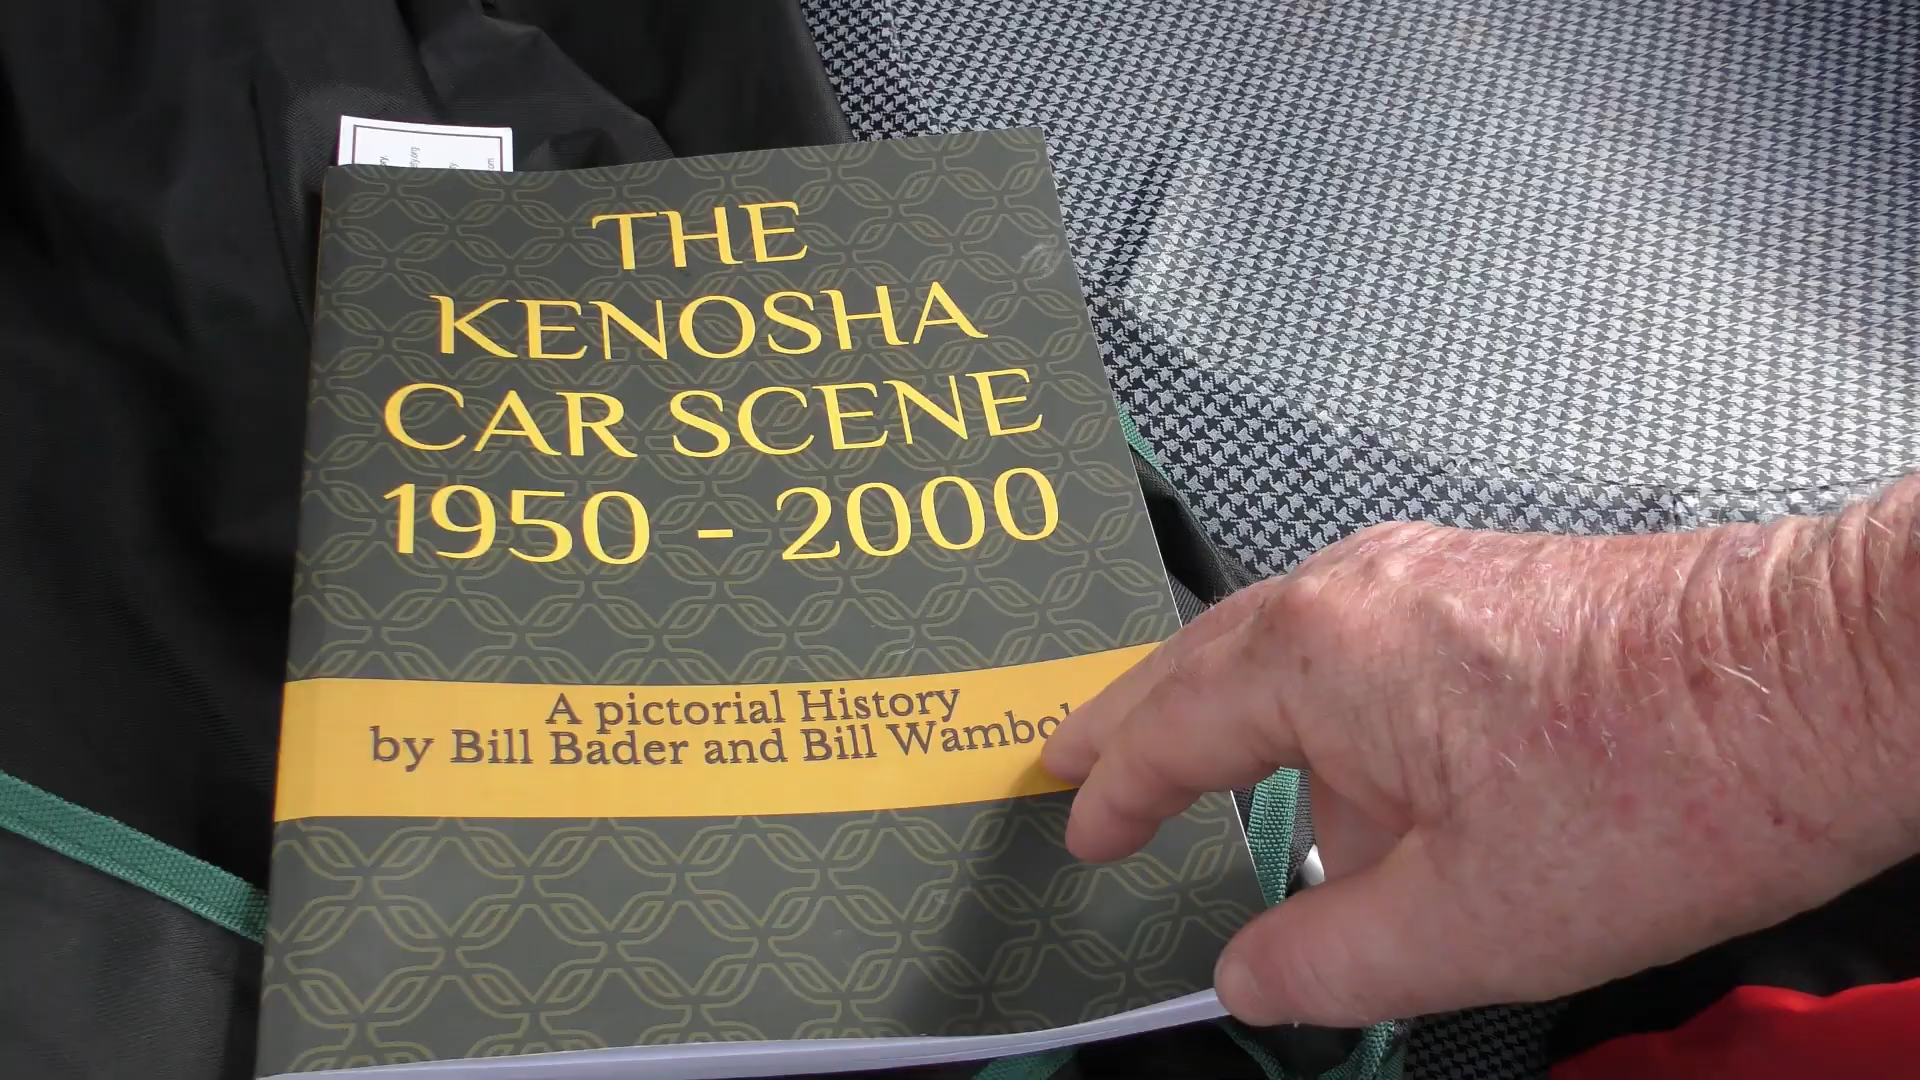 THE
KENOSHA
CAR SCENE
1950 - 2000
A pictorial History
by Bill Bader and Bill